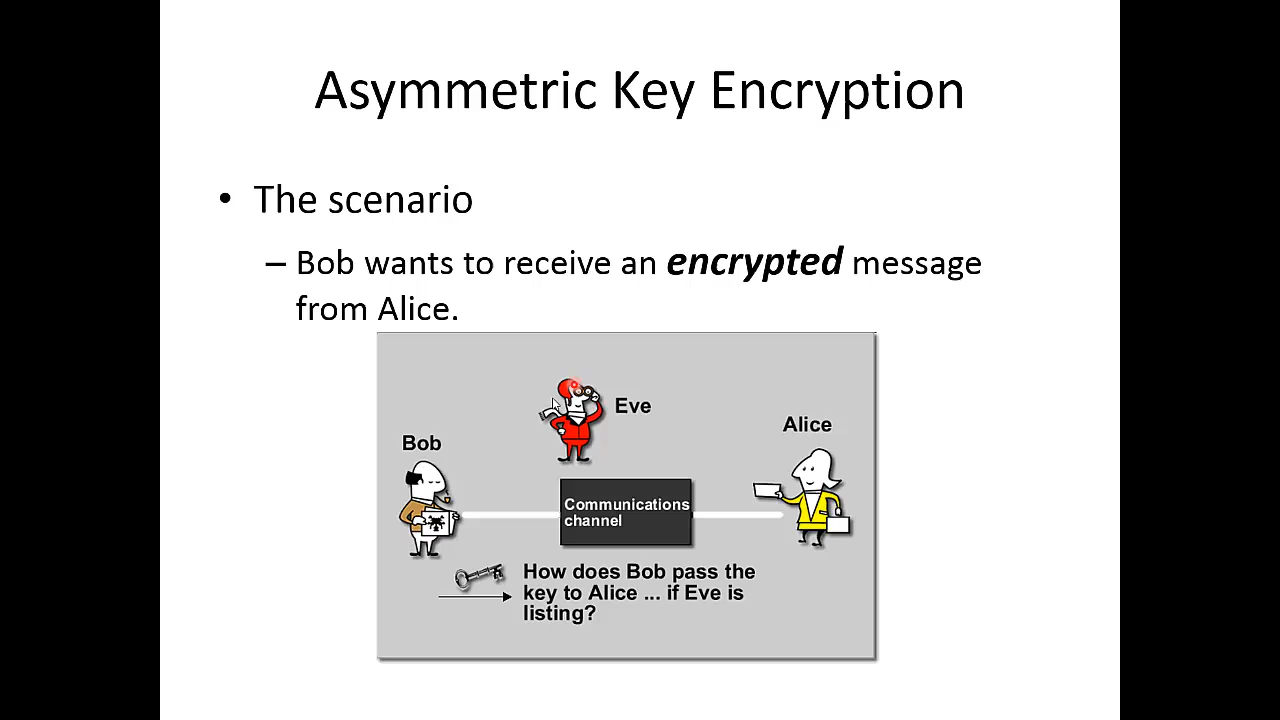 Asymmetric Key Encryption
• The scenario
– Bob wants to receive an encrypted message
from Alice.
Eve
Alice
Bob
Communications
channel
How does Bob pass the
key to Alice ... if Eve is
listing?